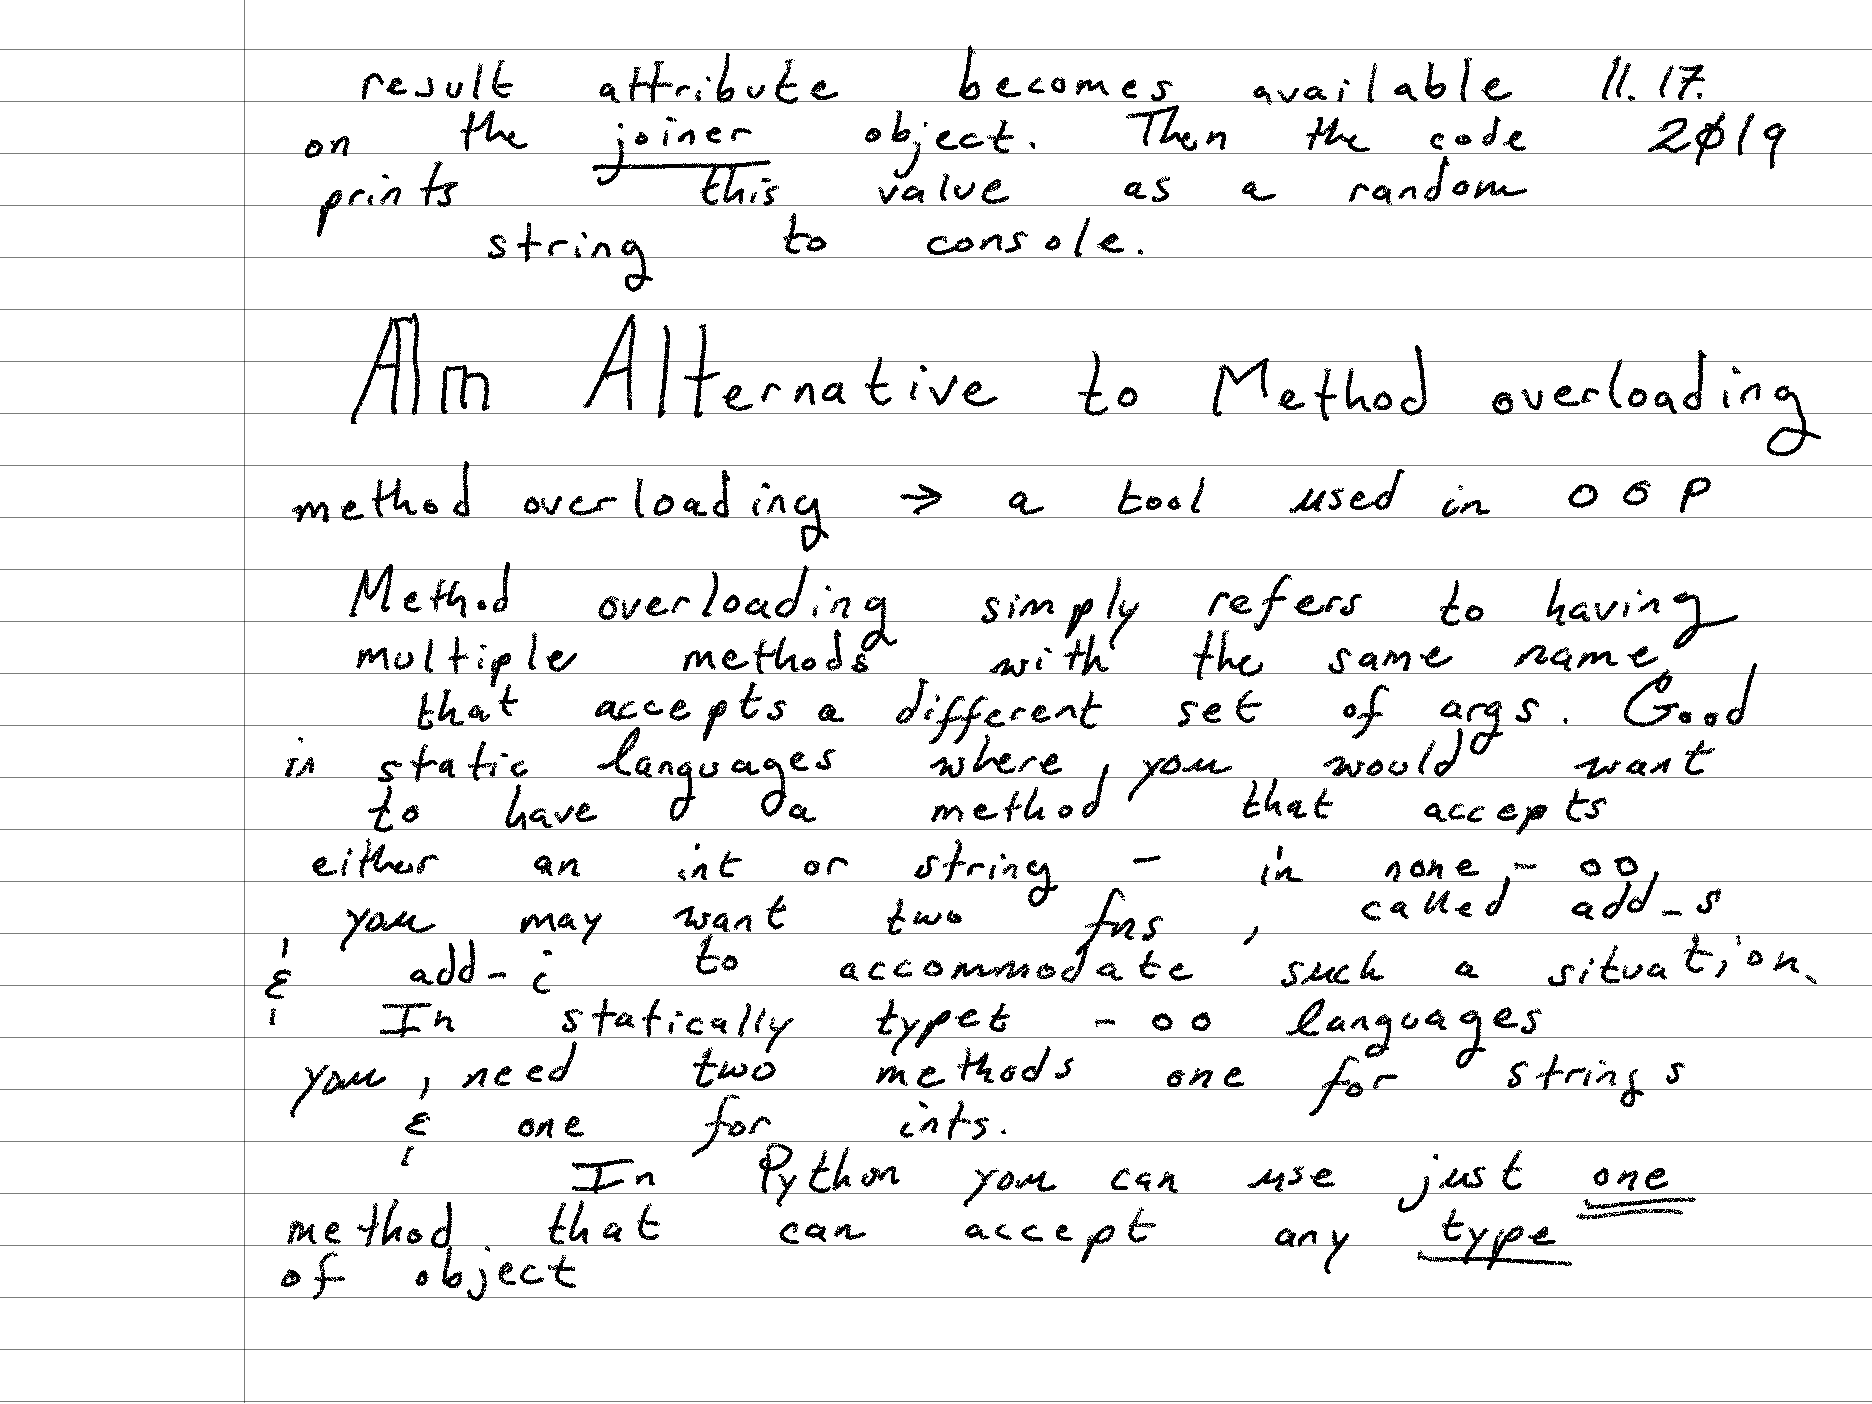 result attribute becomes available 11.17.
on the joiner object. Then the code 2019
prints this value as a random
string to console.
An Alternative to Method overloading
method overloading → a tool used in OOP
Method overloading simply refers to having
multiple methods with the same name
that accepts a different set of args. Good
in static languages where you would want
to have a method that accepts
either an int or string - in none-oo,
you may want two fns, called add_s
& add-i to accommodate such a situation.
In statically typet - oo languages
you, need two methods one for strings
& one for ints.
In Python you can use just one
method that can accept any type
of object